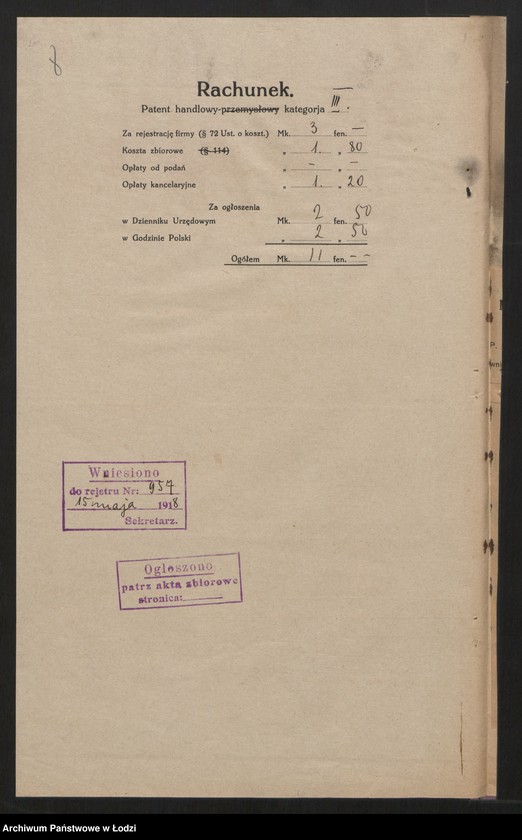 8
Rachunek.
Patent handlowy-przemysłowy kategorja III.
Za rejestrację firmy (§ 72 Ust. o koszt.) Mk. 3 fen. —
Koszta zbiorowe (§ 114) „ 1 „ 80
Opłaty od podań „ – „ —
Opłaty kancelaryjne „ 1 „ 20
Za ogłoszenia
w Dzienniku Urzędowym Mk. 2 fen. 50
w Godzinie Polski „ 2 „ 50
Ogółem Mk. 11 fen. --
Wniesiono
do rejstru Nr: 957
15 maja 1918
Sekretarz.
Ogłoszono
patrz akta zbiorowe
stronica:
P.
Archiwum Państwowe w Łodzi